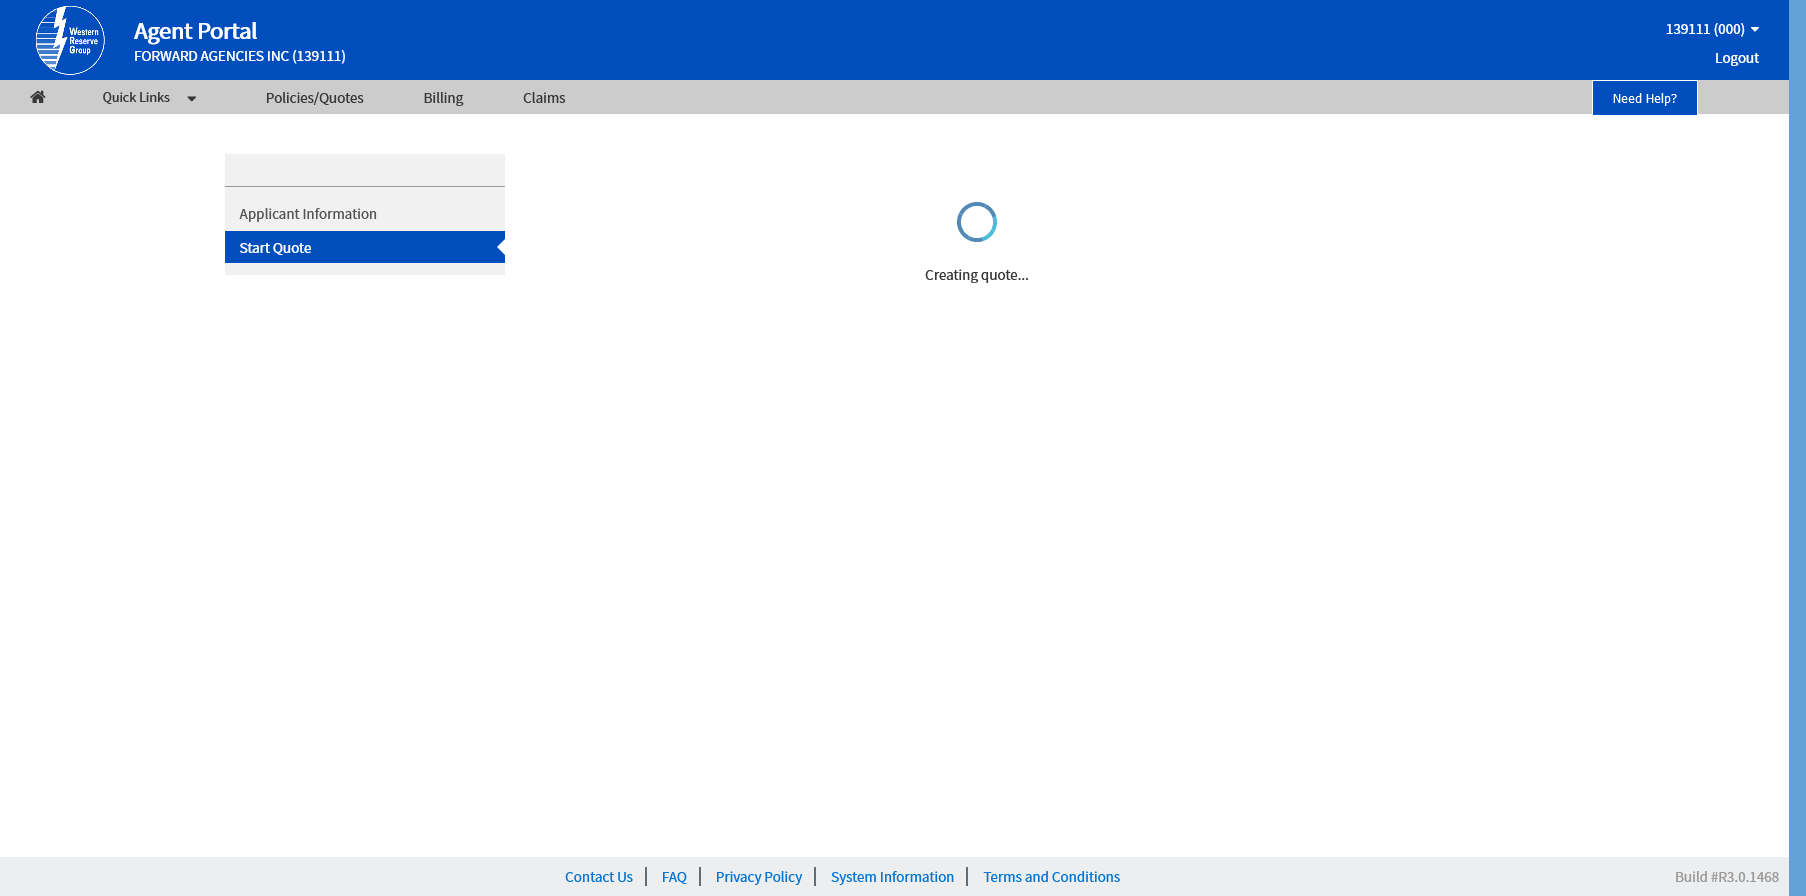 Western
Reserve
Group
Agent Portal
FORWARD AGENCIES INC (139111)
139111 (000)
Logout
Quick Links
Policies/Quotes
Billing
Claims
Need Help?
Applicant Information
Start Quote
Creating quote...
Contact Us
FAQ
Privacy Policy
System Information
Terms and Conditions
Build #R3.0.1468